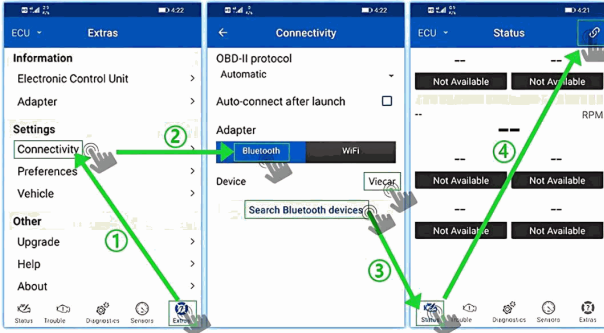 4:22
ECU
Extras
Information
Electronic Control Unit
Adapter
Settings
Connectivity
Preferences
Vehicle
Other
Upgrade
Help
About
Status
Trouble
Diagnostics
Sensors
Extras
①
②
4:22
Connectivity
OBD-II protocol
Automatic
Auto-connect after launch
Adapter
Bluetooth
WiFi
Device
Viecar
Search Bluetooth devices
③
4:21
ECU
Status
-- --
Not Available Not Available
-- RPM
--
④
-- --
Not Available Not Available
-- --
Not Available Not Available
Status
Trouble
Diagnostics
Sensors
Extras